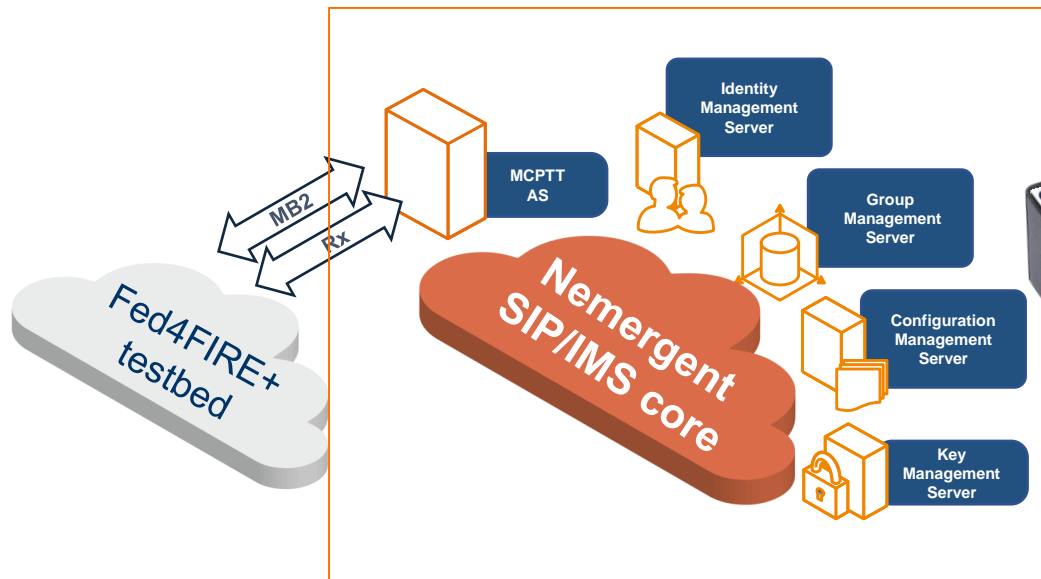 Identity
Management
Server
MCPTT
AS
Group
Management
Server
MB2
Rx
Fed4FIRE+
testbed
Nemergent
SIP/IMS core
Configuration
Management
Server
Key
Management
Server